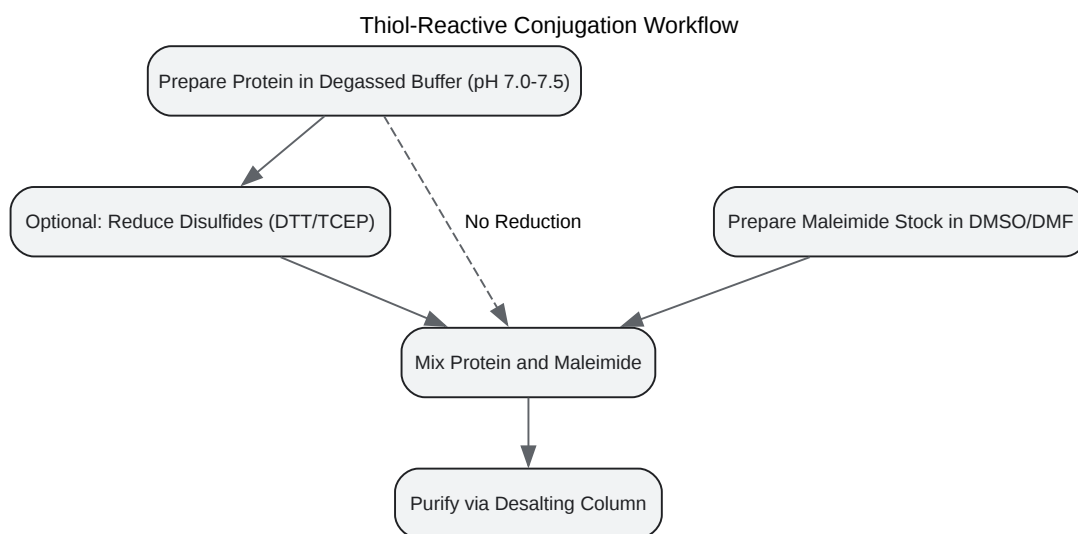 Thiol-Reactive Conjugation Workflow
Prepare Protein in Degassed Buffer (pH 7.0-7.5)
Optional: Reduce Disulfides (DTT/TCEP)
No Reduction
Prepare Maleimide Stock in DMSO/DMF
Mix Protein and Maleimide
Purify via Desalting Column